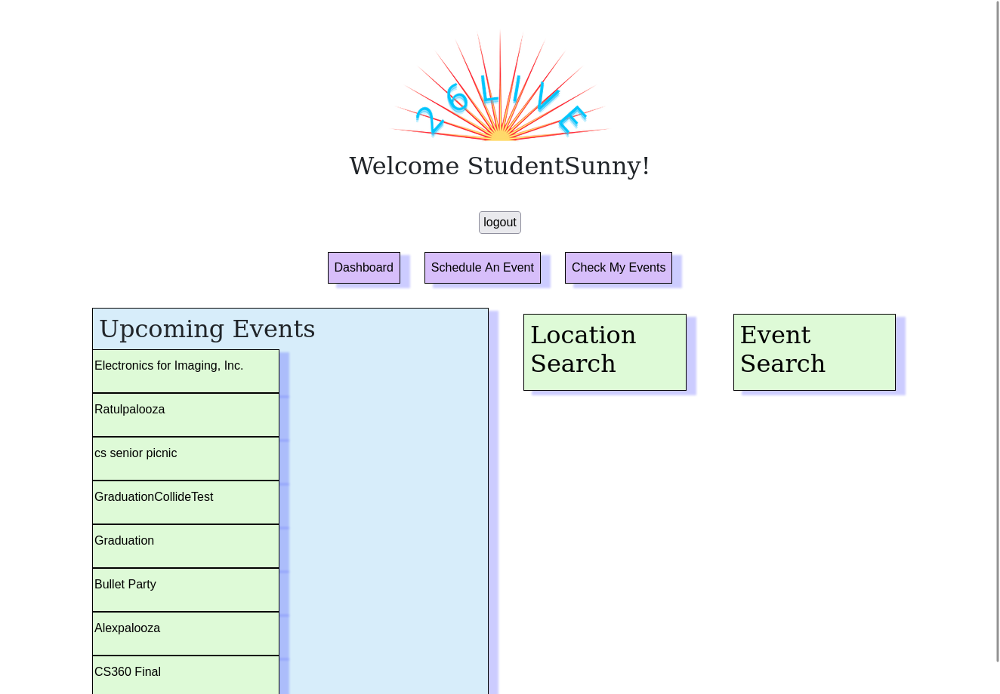 26LIVE
Welcome StudentSunny!
logout
Dashboard
Schedule An Event
Check My Events
Upcoming Events
Electronics for Imaging, Inc.
Ratulpalooza
cs senior picnic
GraduationCollideTest
Graduation
Bullet Party
Alexpalooza
CS360 Final
Location
Search
Event
Search